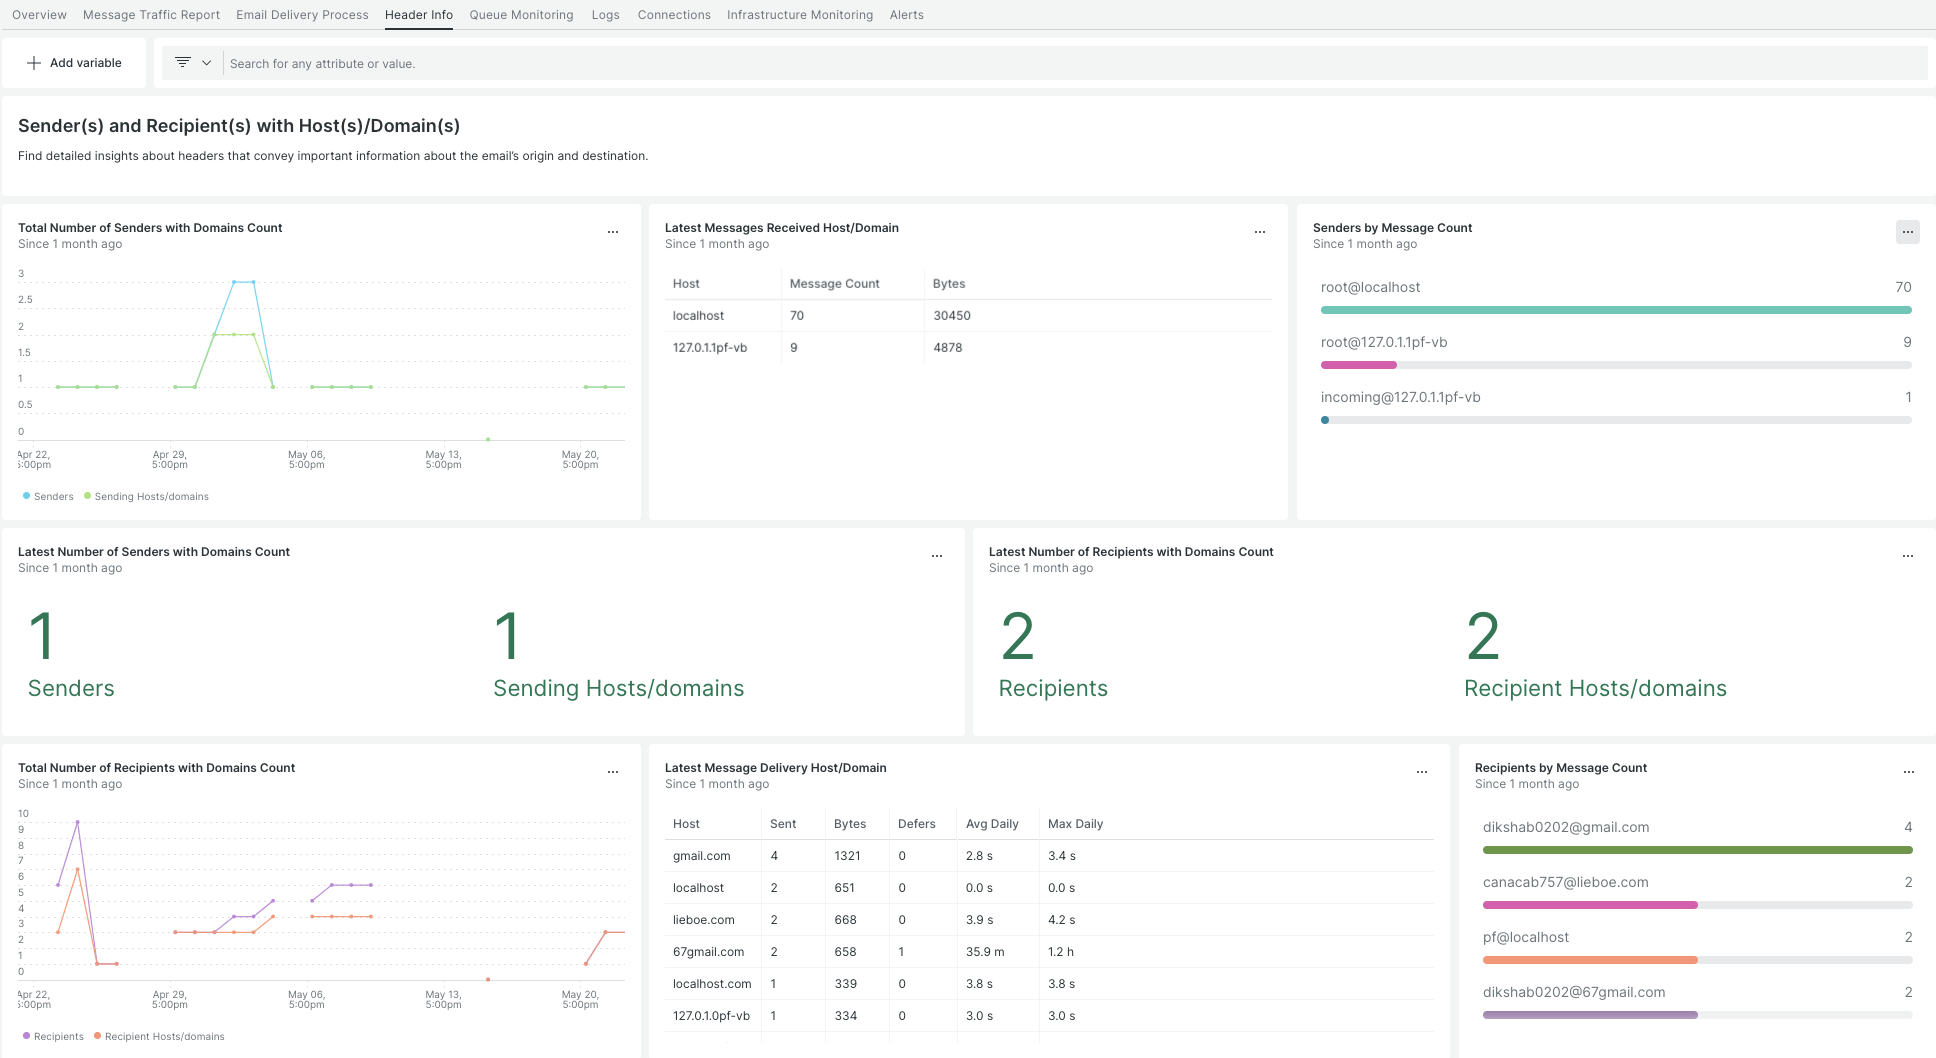 Overview Message Traffic Report Email Delivery Process Header Info Queue Monitoring Logs Connections Infrastructure Monitoring Alerts
Add variable Search for any attribute or value.
Sender(s) and Recipient(s) with Host(s)/Domain(s)
Find detailed insights about headers that convey important information about the email's origin and destination.
Total Number of Senders with Domains Count
Since 1 month ago
3
2.5
2
1.5
1
0.5
0
Apr 22, 5:00pm
Apr 29, 5:00pm
May 06, 5:00pm
May 13, 5:00pm
May 20, 5:00pm
Senders Sending Hosts/domains
Latest Messages Received Host/Domain
Since 1 month ago
Host Message Count Bytes
localhost 70 30450
127.0.1.1pf-vb 9 4878
Senders by Message Count
Since 1 month ago
root@localhost 70
root@127.0.1.1pf-vb 9
incoming@127.0.1.1pf-vb 1
Latest Number of Senders with Domains Count
Since 1 month ago
1
Senders
1
Sending Hosts/domains
Latest Number of Recipients with Domains Count
Since 1 month ago
2
Recipients
2
Recipient Hosts/domains
Total Number of Recipients with Domains Count
Since 1 month ago
10
9
8
7
6
5
4
3
2
1
0
Apr 22, 5:00pm
Apr 29, 5:00pm
May 06, 5:00pm
May 13, 5:00pm
May 20, 5:00pm
Recipients Recipient Hosts/domains
Latest Message Delivery Host/Domain
Since 1 month ago
Host Sent Bytes Defers Avg Daily Max Daily
gmail.com 4 1321 0 2.8 s 3.4 s
localhost 2 651 0 0.0 s 0.0 s
lieboe.com 2 668 0 3.9 s 4.2 s
67gmail.com 2 658 1 35.9 m 1.2 h
localhost.com 1 339 0 3.8 s 3.8 s
127.0.1.0pf-vb 1 334 0 3.0 s 3.0 s
Recipients by Message Count
Since 1 month ago
dikshab0202@gmail.com 4
canacab757@lieboe.com 2
pf@localhost 2
dikshab0202@67gmail.com 2